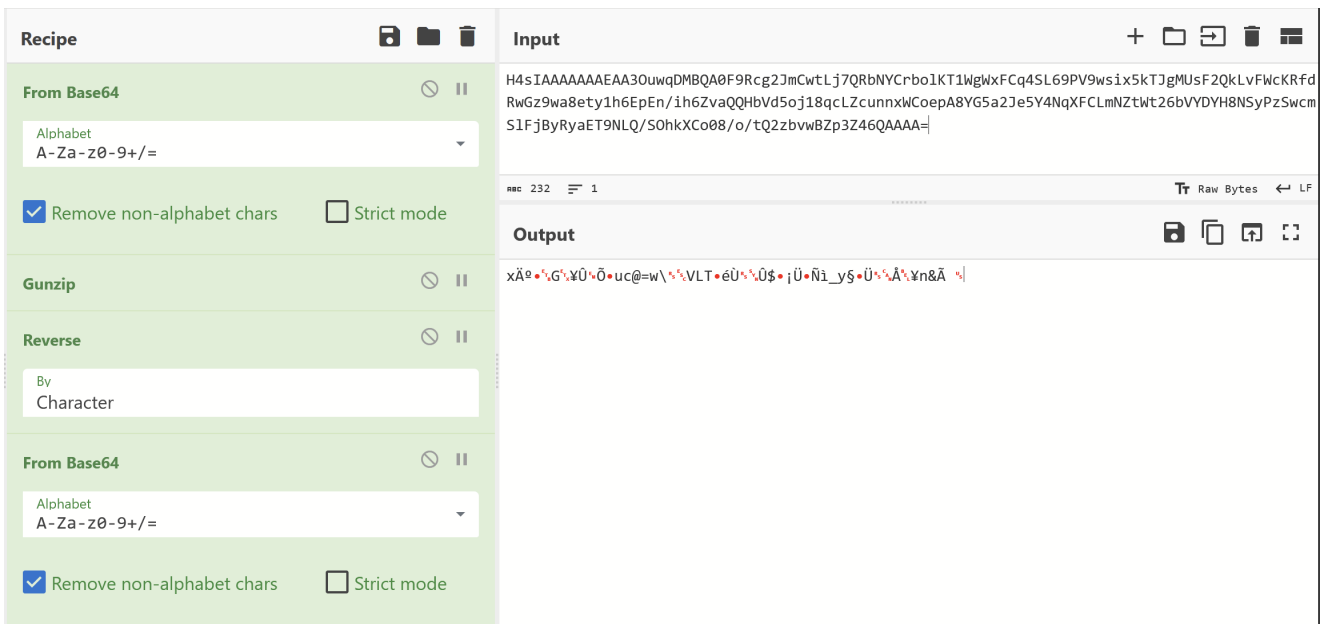 Recipe
From Base64
Alphabet
A-Za-z0-9+/=
Remove non-alphabet chars
Strict mode
Gunzip
Reverse
By
Character
From Base64
Alphabet
A-Za-z0-9+/=
Remove non-alphabet chars
Strict mode
Input
H4sIAAAAAAAEAA3OuwqDMBQA0F9Rcg2JmCwtLj7QRbNYCrbolKT1WgWxFCq4SL69PV9wsix5kTJgMUsF2QkLvFWcKRfd
RwGz9wa8ety1h6EpEn/ih6ZvaQQHbVd5oj18qcLZcunnxWCoepA8YG5a2Je5Y4NqXFCLmNZtWt26bVYDYH8NSyPzSwcm
SlFjByRyaET9NLQ/SOhkXCo08/o/tQ2zbvwBZp3Z46QAAAA=
ABC 232 1
Tт Raw Bytes LF
Output